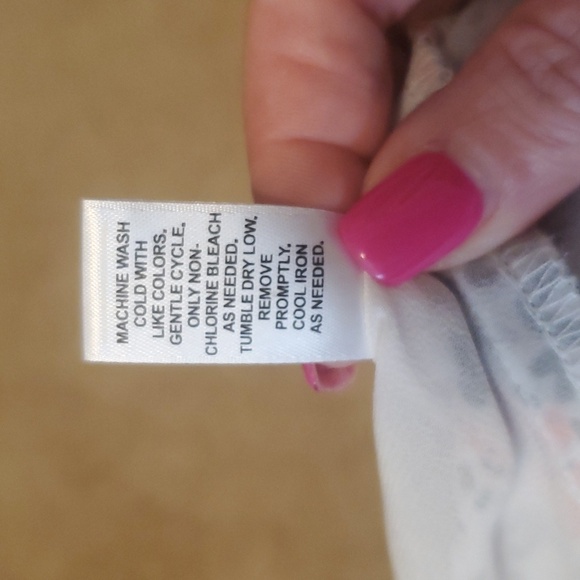 MACHINE WASH
COLD WITH
LIKE COLORS.
GENTLE CYCLE.
ONLY NON-
CHLORINE BLEACH
AS NEEDED.
TUMBLE DRY LOW.
REMOVE
PROMPTLY.
COOL IRON
AS NEEDED.